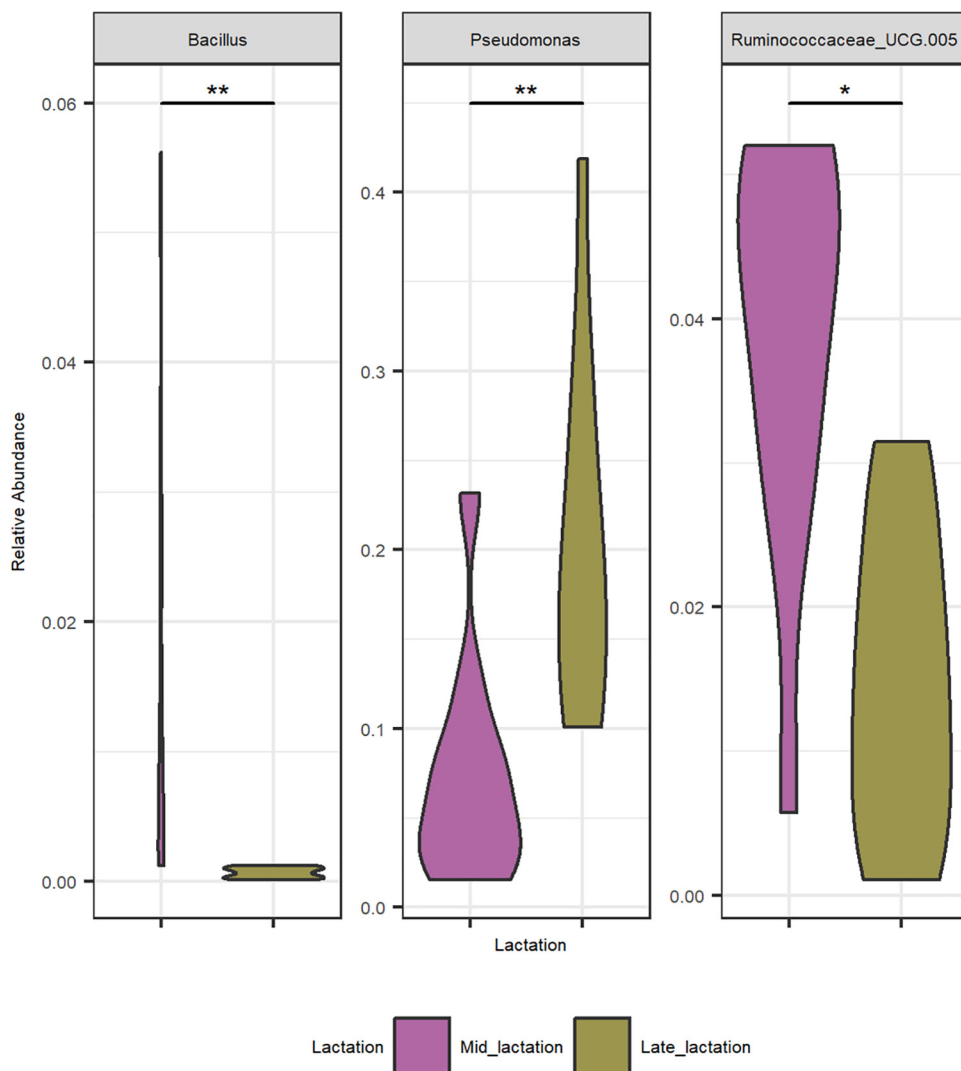 Bacillus
Pseudomonas
Ruminococcaceae_UCG.005
**
**
*
0.06
0.04
0.02
0.00
0.4
0.3
0.2
0.1
0.0
0.04
0.02
0.00
Relative Abundance
Lactation
Lactation Mid_lactation Late_lactation